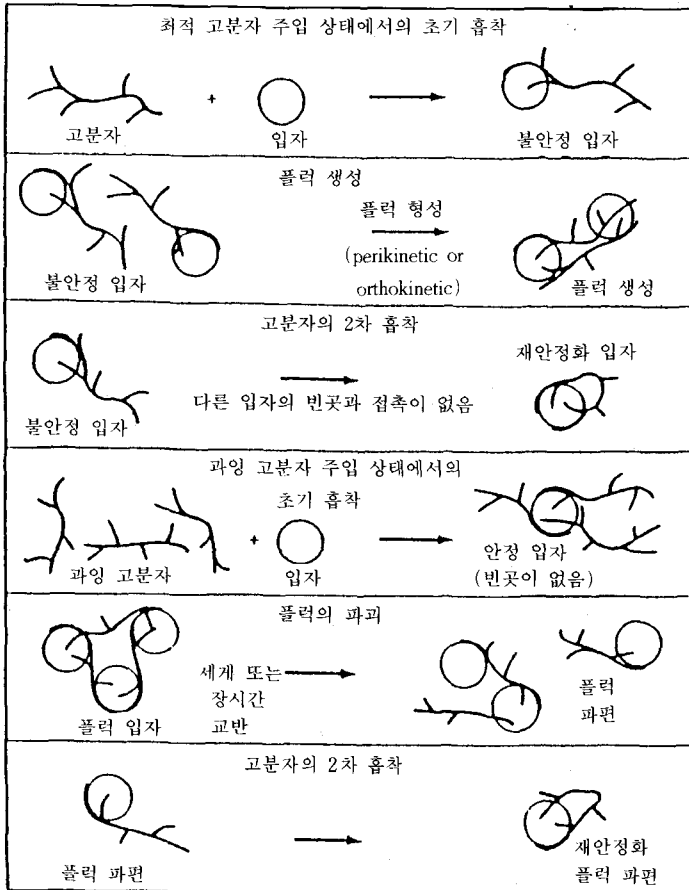 최적 고분자 주입 상태에서의 초기 흡착
+
고분자
입자
불안정 입자
플럭 생성
플럭 형성
(perikinetic or
orthokinetic)
불안정 입자
플럭 생성
고분자의 2차 흡착
재안정화 입자
다른 입자의 빈곳과 접촉이 없음
불안정 입자
과잉 고분자 주입 상태에서의
초기 흡착
+
과잉 고분자
입자
안정 입자
(빈곳이 없음)
플럭의 파괴
세게 또는
장시간
교반
플럭 입자
플럭
파편
고분자의 2차 흡착
플럭 파편
재안정화
플럭 파편